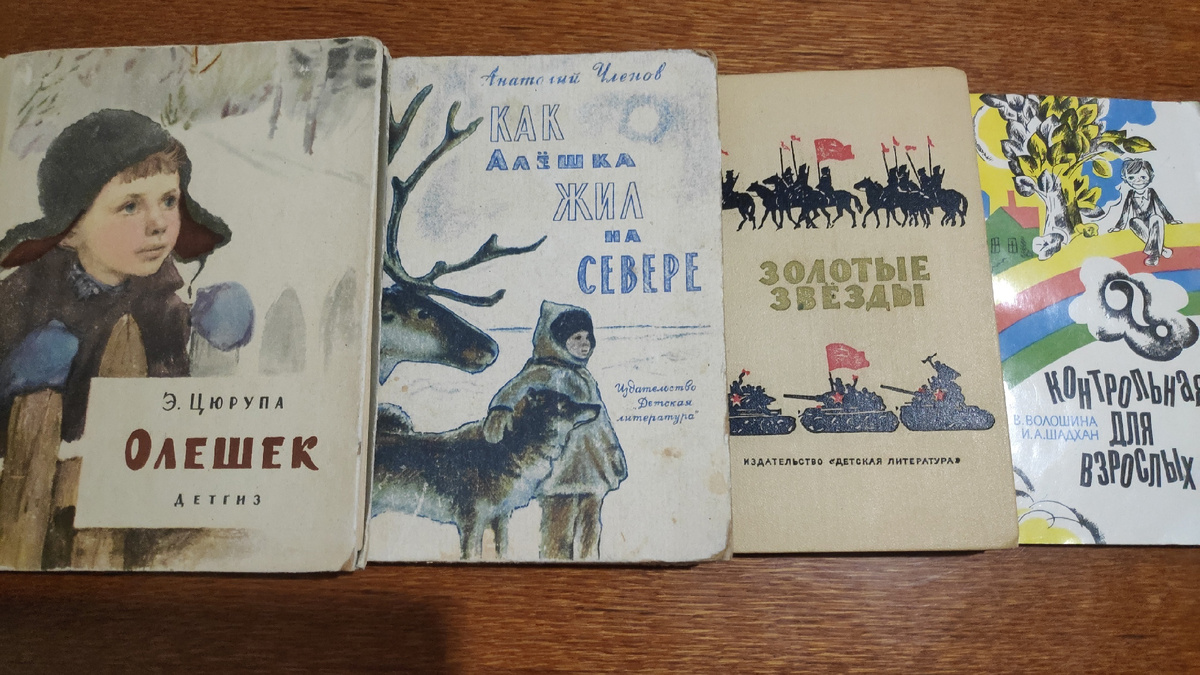 Э. Цюрупа
Олешек
Детгиз
Анатолий Членов
Как
Алёшка
жил
на
Севере
Издательство
"Детская
литература"
ЗОЛОТЫЕ
ЗВЁЗДЫ
ИЗДАТЕЛЬСТВО «ДЕТСКАЯ ЛИТЕРАТУРА»
КОНТРОЛЬНАЯ
В. ВОЛОШИНА
И.А. ШАДХАН
ДЛЯ
ВЗРОСЛЫХ